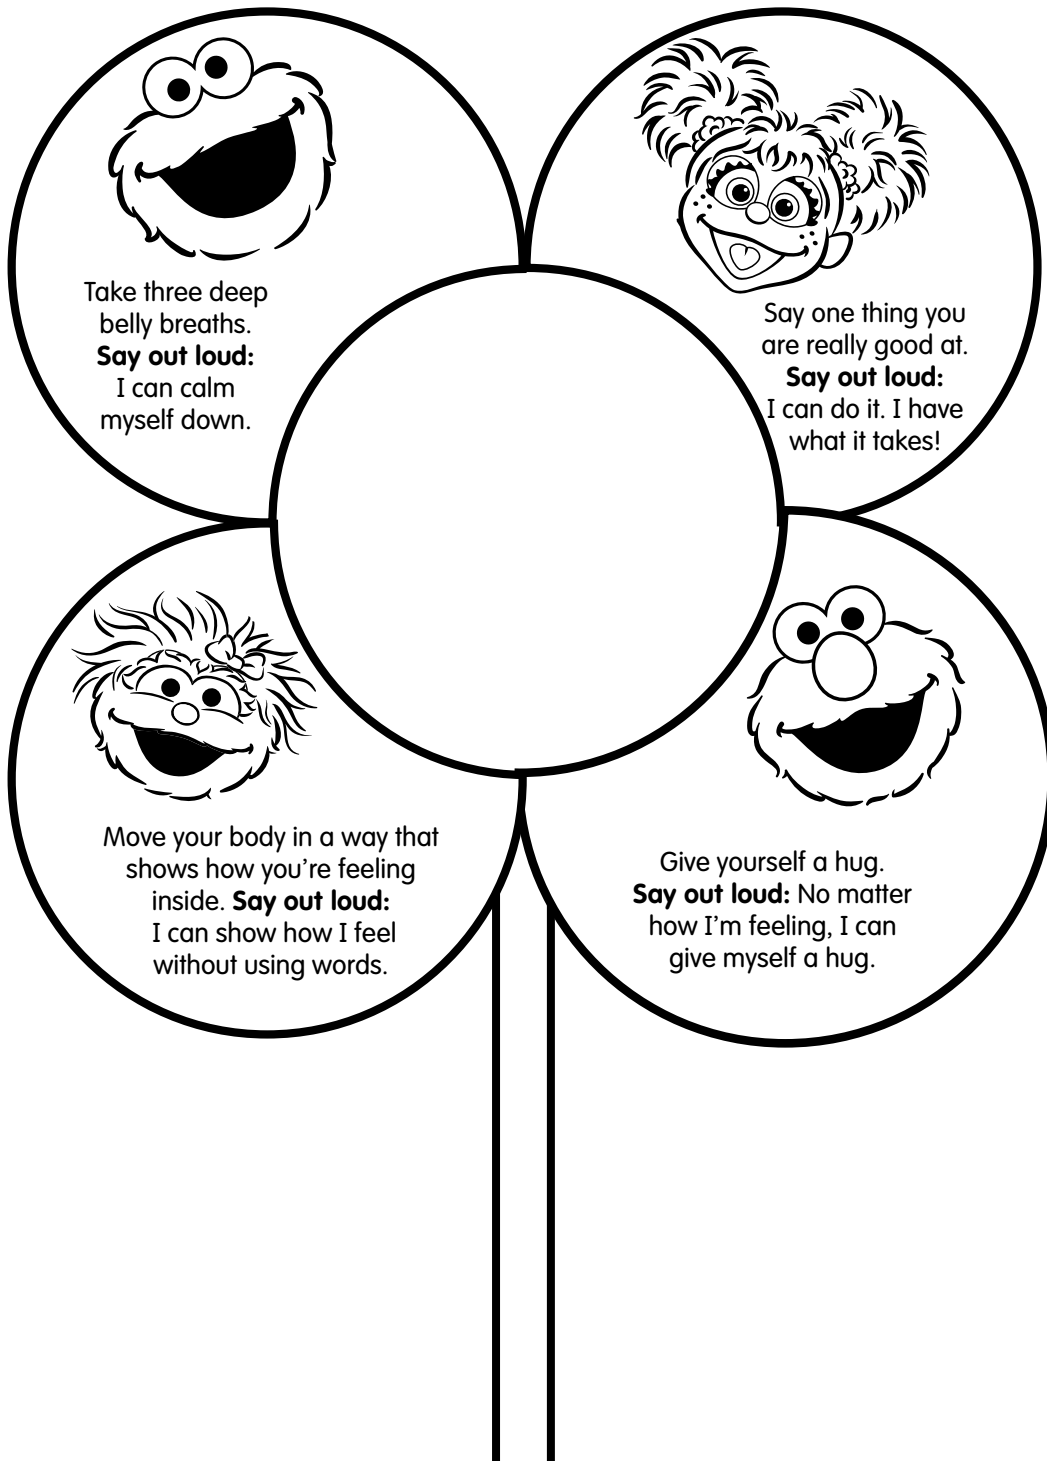 Take three deep
belly breaths.
Say out loud:
I can calm
myself down.
Say one thing you
are really good at.
Say out loud:
I can do it. I have
what it takes!
Move your body in a way that
shows how you’re feeling
inside. Say out loud:
I can show how I feel
without using words.
Give yourself a hug.
Say out loud: No matter
how I’m feeling, I can
give myself a hug.